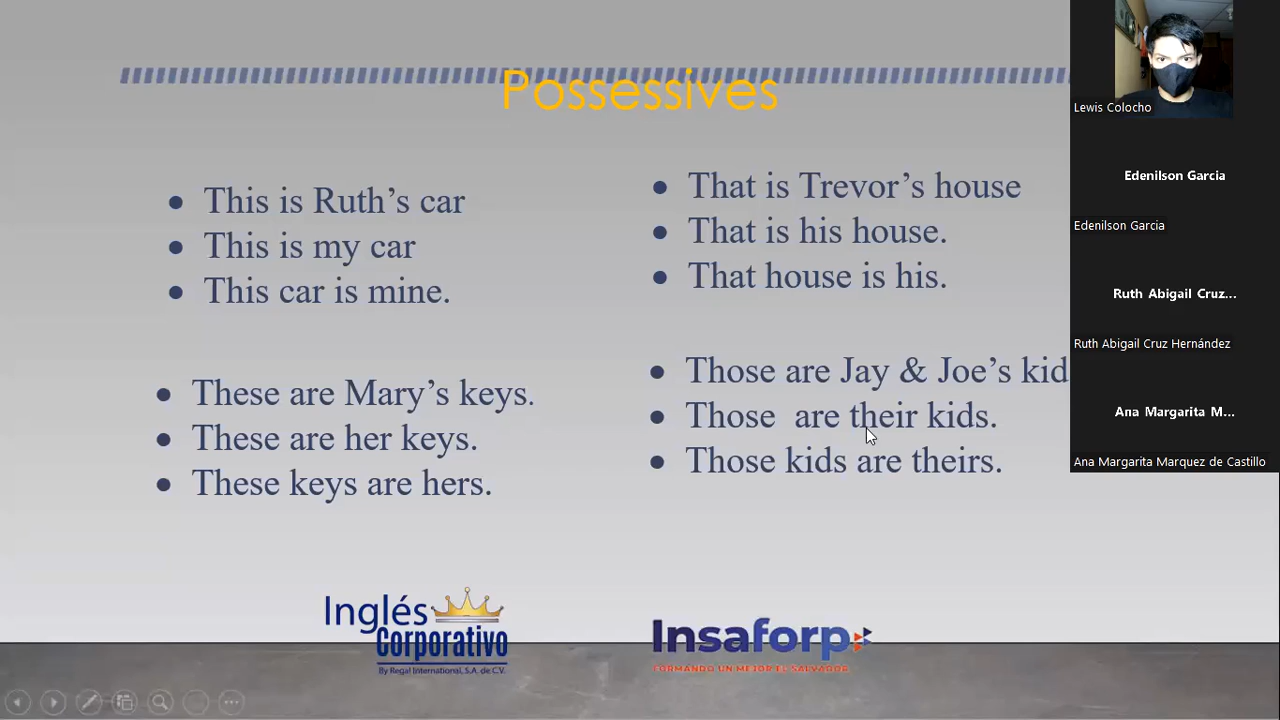 Possessives
• This is Ruth’s car
• This is my car
• This car is mine.
• These are Mary’s keys.
• These are her keys.
• These keys are hers.
• That is Trevor’s house
• That is his house.
• That house is his.
• Those are Jay & Joe’s kid
• Those  are their kids.
• Those kids are theirs.
Inglés
Corporativo
By Regal International, S.A. de C.V.
Insaforp
FORMANDO UN MEJOR EL SALVADOR
Lewis Colocho
Edenilson Garcia
Edenilson Garcia
Ruth Abigail Cruz...
Ruth Abigail Cruz Hernández
Ana Margarita M...
Ana Margarita Marquez de Castillo